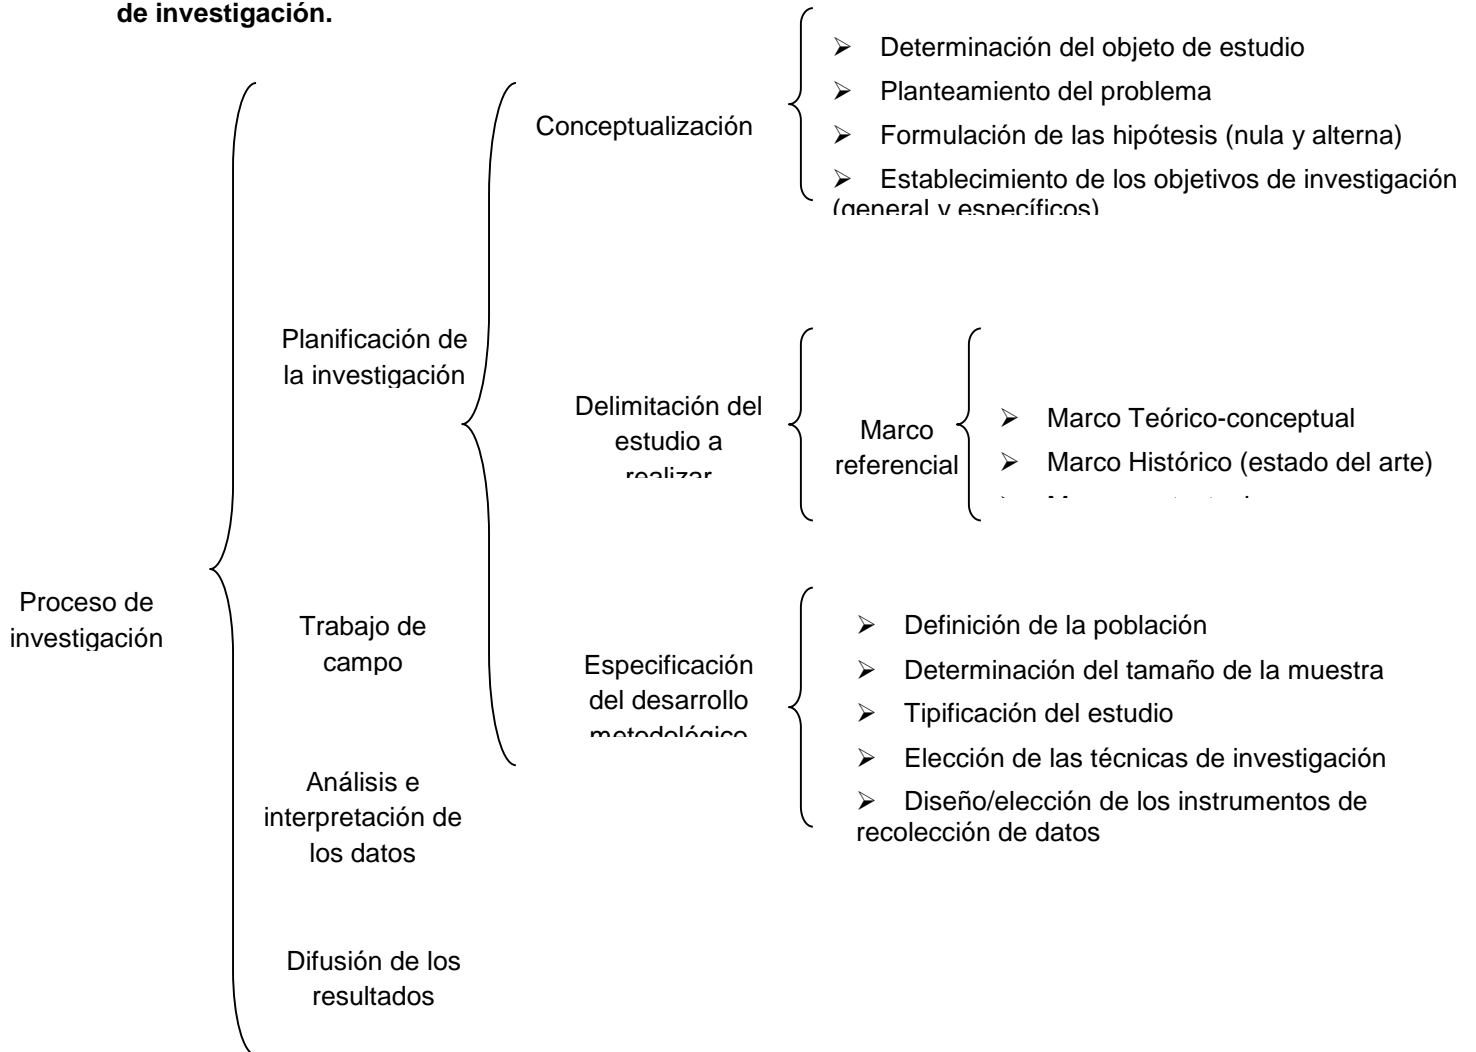 de investigación.
Proceso de
investigación
Planificación de
la investigación
Trabajo de
campo
Análisis e
interpretación de
los datos
Difusión de los
resultados
Conceptualización
➢ Determinación del objeto de estudio
➢ Planteamiento del problema
➢ Formulación de las hipótesis (nula y alterna)
➢ Establecimiento de los objetivos de investigación
(general y específicos)
Delimitación del
estudio a
realizar
Marco
referencial
➢ Marco Teórico-conceptual
➢ Marco Histórico (estado del arte)
Especificación
del desarrollo
metodológico
➢ Definición de la población
➢ Determinación del tamaño de la muestra
➢ Tipificación del estudio
➢ Elección de las técnicas de investigación
➢ Diseño/elección de los instrumentos de
recolección de datos